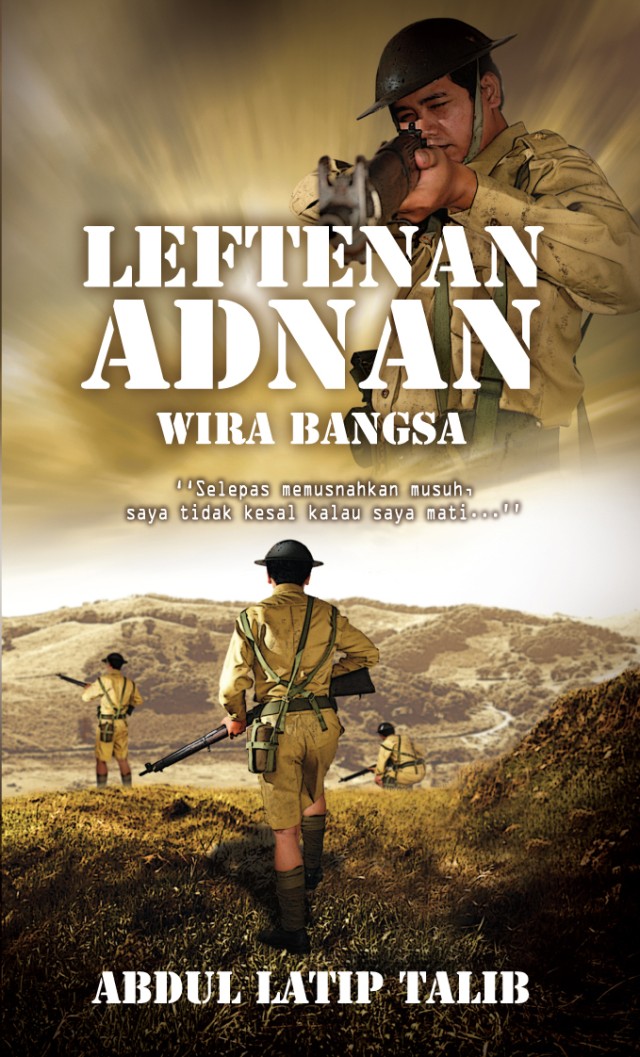 LEFTENAN
ADNAN
WIRA BANGSA
‘‘Selepas memusnahkan musuh,
saya tidak kesal kalau saya mati...’’
ABDUL LATIP TALIB